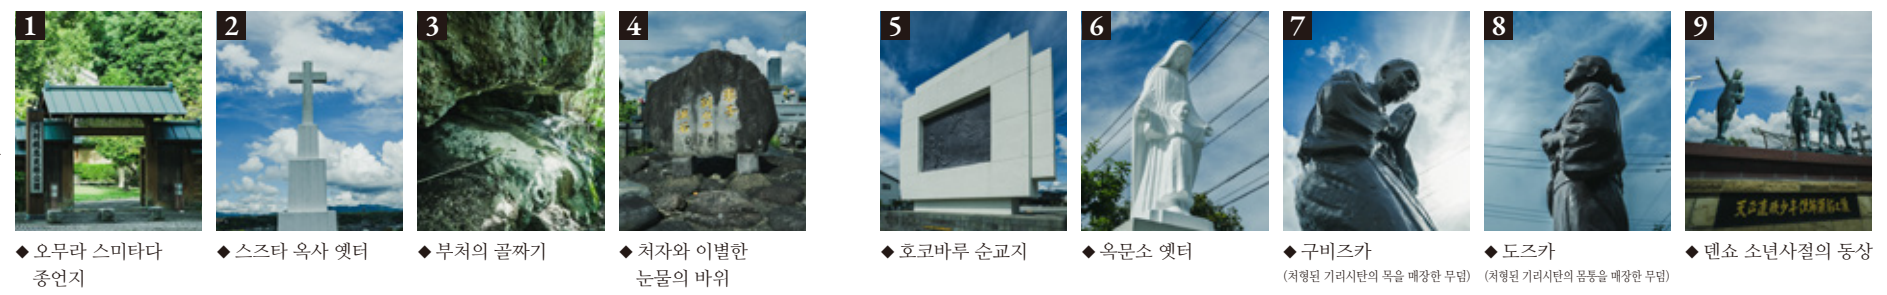 1
◆ 오무라 스미타다
종언지
2
◆ 스즈타 옥사 옛터
3
◆ 부처의 골짜기
4
◆ 처자와 이별한
눈물의 바위
5
◆ 호코바루 순교지
6
◆ 옥문소 옛터
7
◆ 구비즈카
(처형된 기리시탄의 목을 매장한 무덤)
8
◆ 도즈카
(처형된 기리시탄의 몸통을 매장한 무덤)
9
◆ 덴쇼 소년사절의 동상